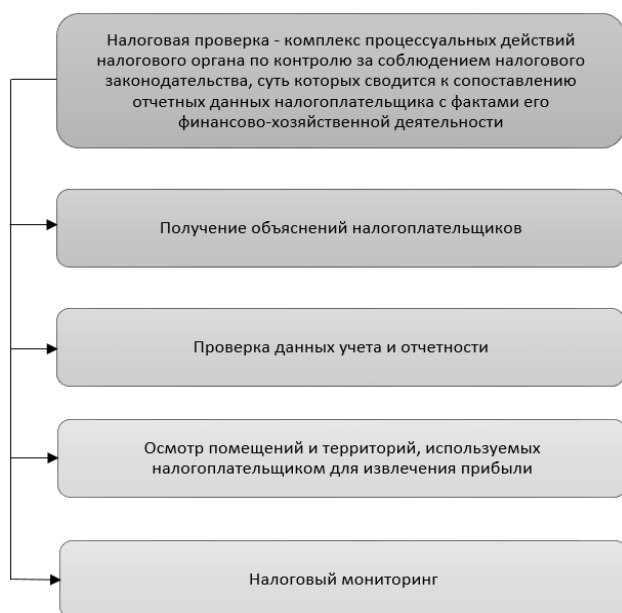 Налоговая проверка - комплекс процессуальных действий
налогового органа по контролю за соблюдением налогового
законодательства, суть которых сводится к сопоставлению
отчетных данных налогоплательщика с фактами его
финансово-хозяйственной деятельности
Получение объяснений налогоплательщиков
Проверка данных учета и отчетности
Осмотр помещений и территорий, используемых
налогоплательщиком для извлечения прибыли
Налоговый мониторинг